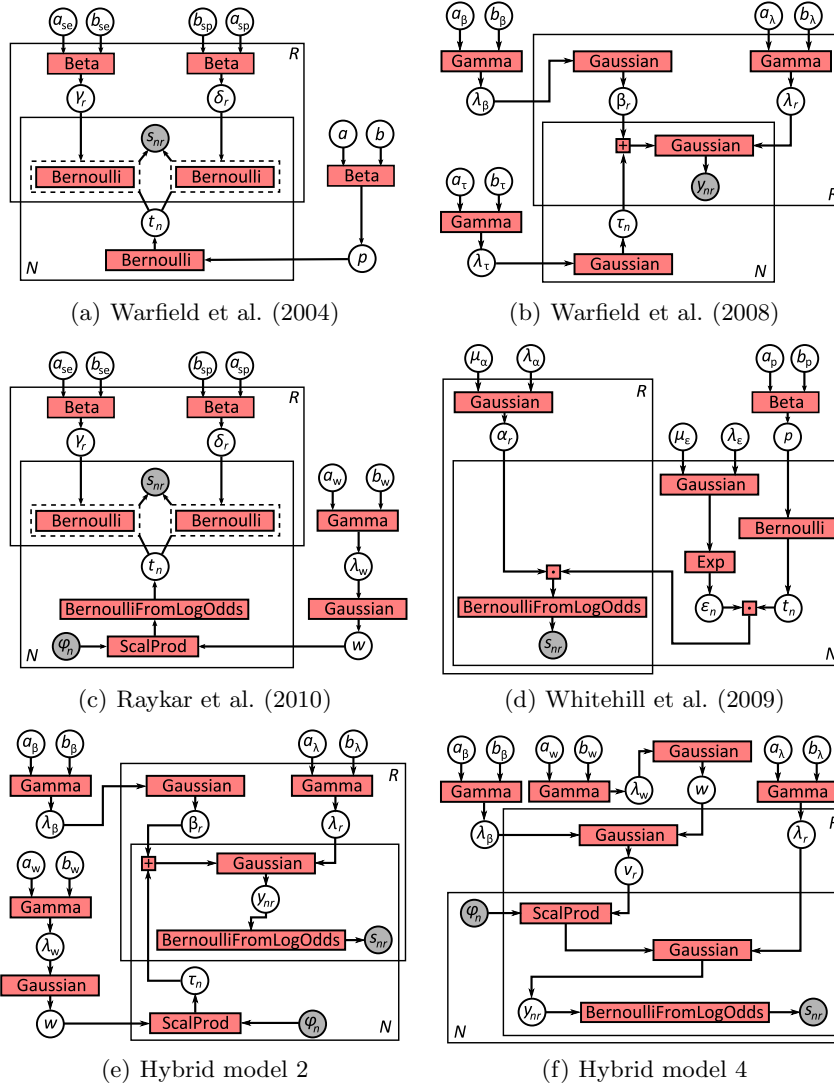 a_se b_se b_sp a_sp
R
Beta Beta
γ_r δ_r
s_nr a b
Bernoulli Bernoulli Beta
t_n
N Bernoulli p
(a) Warfield et al. (2004)
a_β b_β a_λ b_λ
Gamma Gaussian Gamma
λ_β β_r λ_r
+ Gaussian
a_τ b_τ y_nr
R
Gamma τ_n
λ_τ Gaussian N
(b) Warfield et al. (2008)
a_se b_se b_sp a_sp
R
Beta Beta
γ_r δ_r
s_nr a_w b_w
Bernoulli Bernoulli Gamma
t_n λ_w
BernoulliFromLogOdds Gaussian
N φ_n ScalProd w
(c) Raykar et al. (2010)
μ_α λ_α a_p b_p
R
Gaussian Beta
α_r μ_ε λ_ε p
Gaussian
Bernoulli
Exp
·
BernoulliFromLogOdds ε_n · t_n
s_nr N
(d) Whitehill et al. (2009)
a_β b_β a_λ b_λ
R
Gamma Gaussian Gamma
λ_β β_r λ_r
a_w b_w + Gaussian
Gamma y_nr
λ_w BernoulliFromLogOdds s_nr
Gaussian τ_n
w ScalProd φ_n N
(e) Hybrid model 2
a_β b_β a_w b_w Gaussian a_λ b_λ
Gamma Gamma λ_w w Gamma
R
λ_β Gaussian λ_r
v_r
φ_n ScalProd
Gaussian
y_nr BernoulliFromLogOdds s_nr
N
(f) Hybrid model 4